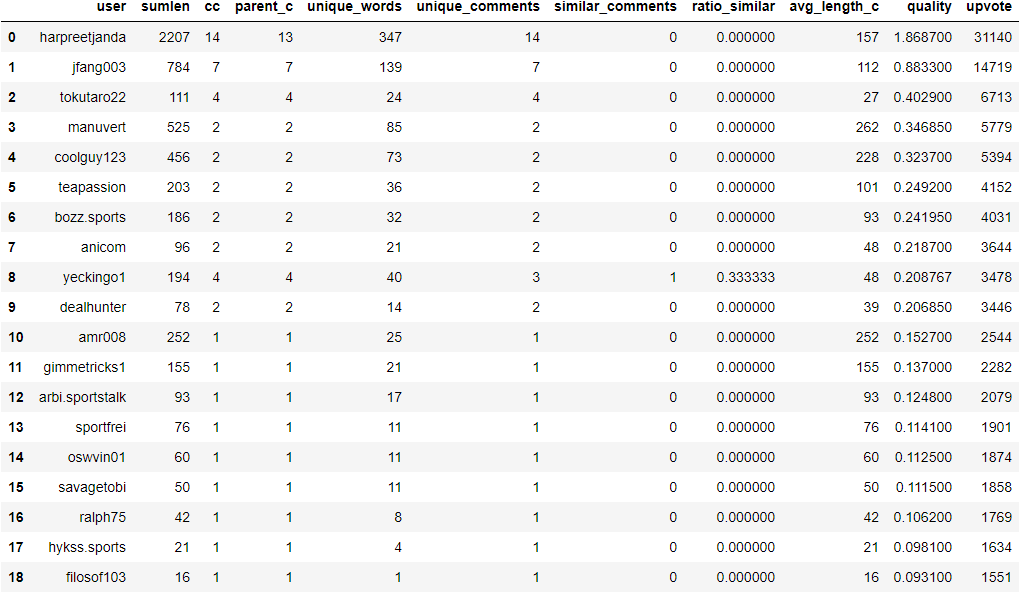 user sumlen cc parent_c unique_words unique_comments similar_comments ratio_similar avg_length_c quality upvote
0 harpreetjanda 2207 14 13 347 14 0 0.000000 157 1.868700 31140
1 jfang003 784 7 7 139 7 0 0.000000 112 0.883300 14719
2 tokutaro22 111 4 4 24 4 0 0.000000 27 0.402900 6713
3 manuvert 525 2 2 85 2 0 0.000000 262 0.346850 5779
4 coolguy123 456 2 2 73 2 0 0.000000 228 0.323700 5394
5 teapassion 203 2 2 36 2 0 0.000000 101 0.249200 4152
6 bozz.sports 186 2 2 32 2 0 0.000000 93 0.241950 4031
7 anicom 96 2 2 21 2 0 0.000000 48 0.218700 3644
8 yeckingo1 194 4 4 40 3 1 0.333333 48 0.208767 3478
9 dealhunter 78 2 2 14 2 0 0.000000 39 0.206850 3446
10 amr008 252 1 1 25 1 0 0.000000 252 0.152700 2544
11 gimmetricks1 155 1 1 21 1 0 0.000000 155 0.137000 2282
12 arbi.sportstalk 93 1 1 17 1 0 0.000000 93 0.124800 2079
13 sportfrei 76 1 1 11 1 0 0.000000 76 0.114100 1901
14 oswvin01 60 1 1 11 1 0 0.000000 60 0.112500 1874
15 savagetobi 50 1 1 11 1 0 0.000000 50 0.111500 1858
16 ralph75 42 1 1 8 1 0 0.000000 42 0.106200 1769
17 hykss.sports 21 1 1 4 1 0 0.000000 21 0.098100 1634
18 filosof103 16 1 1 1 1 0 0.000000 16 0.093100 1551